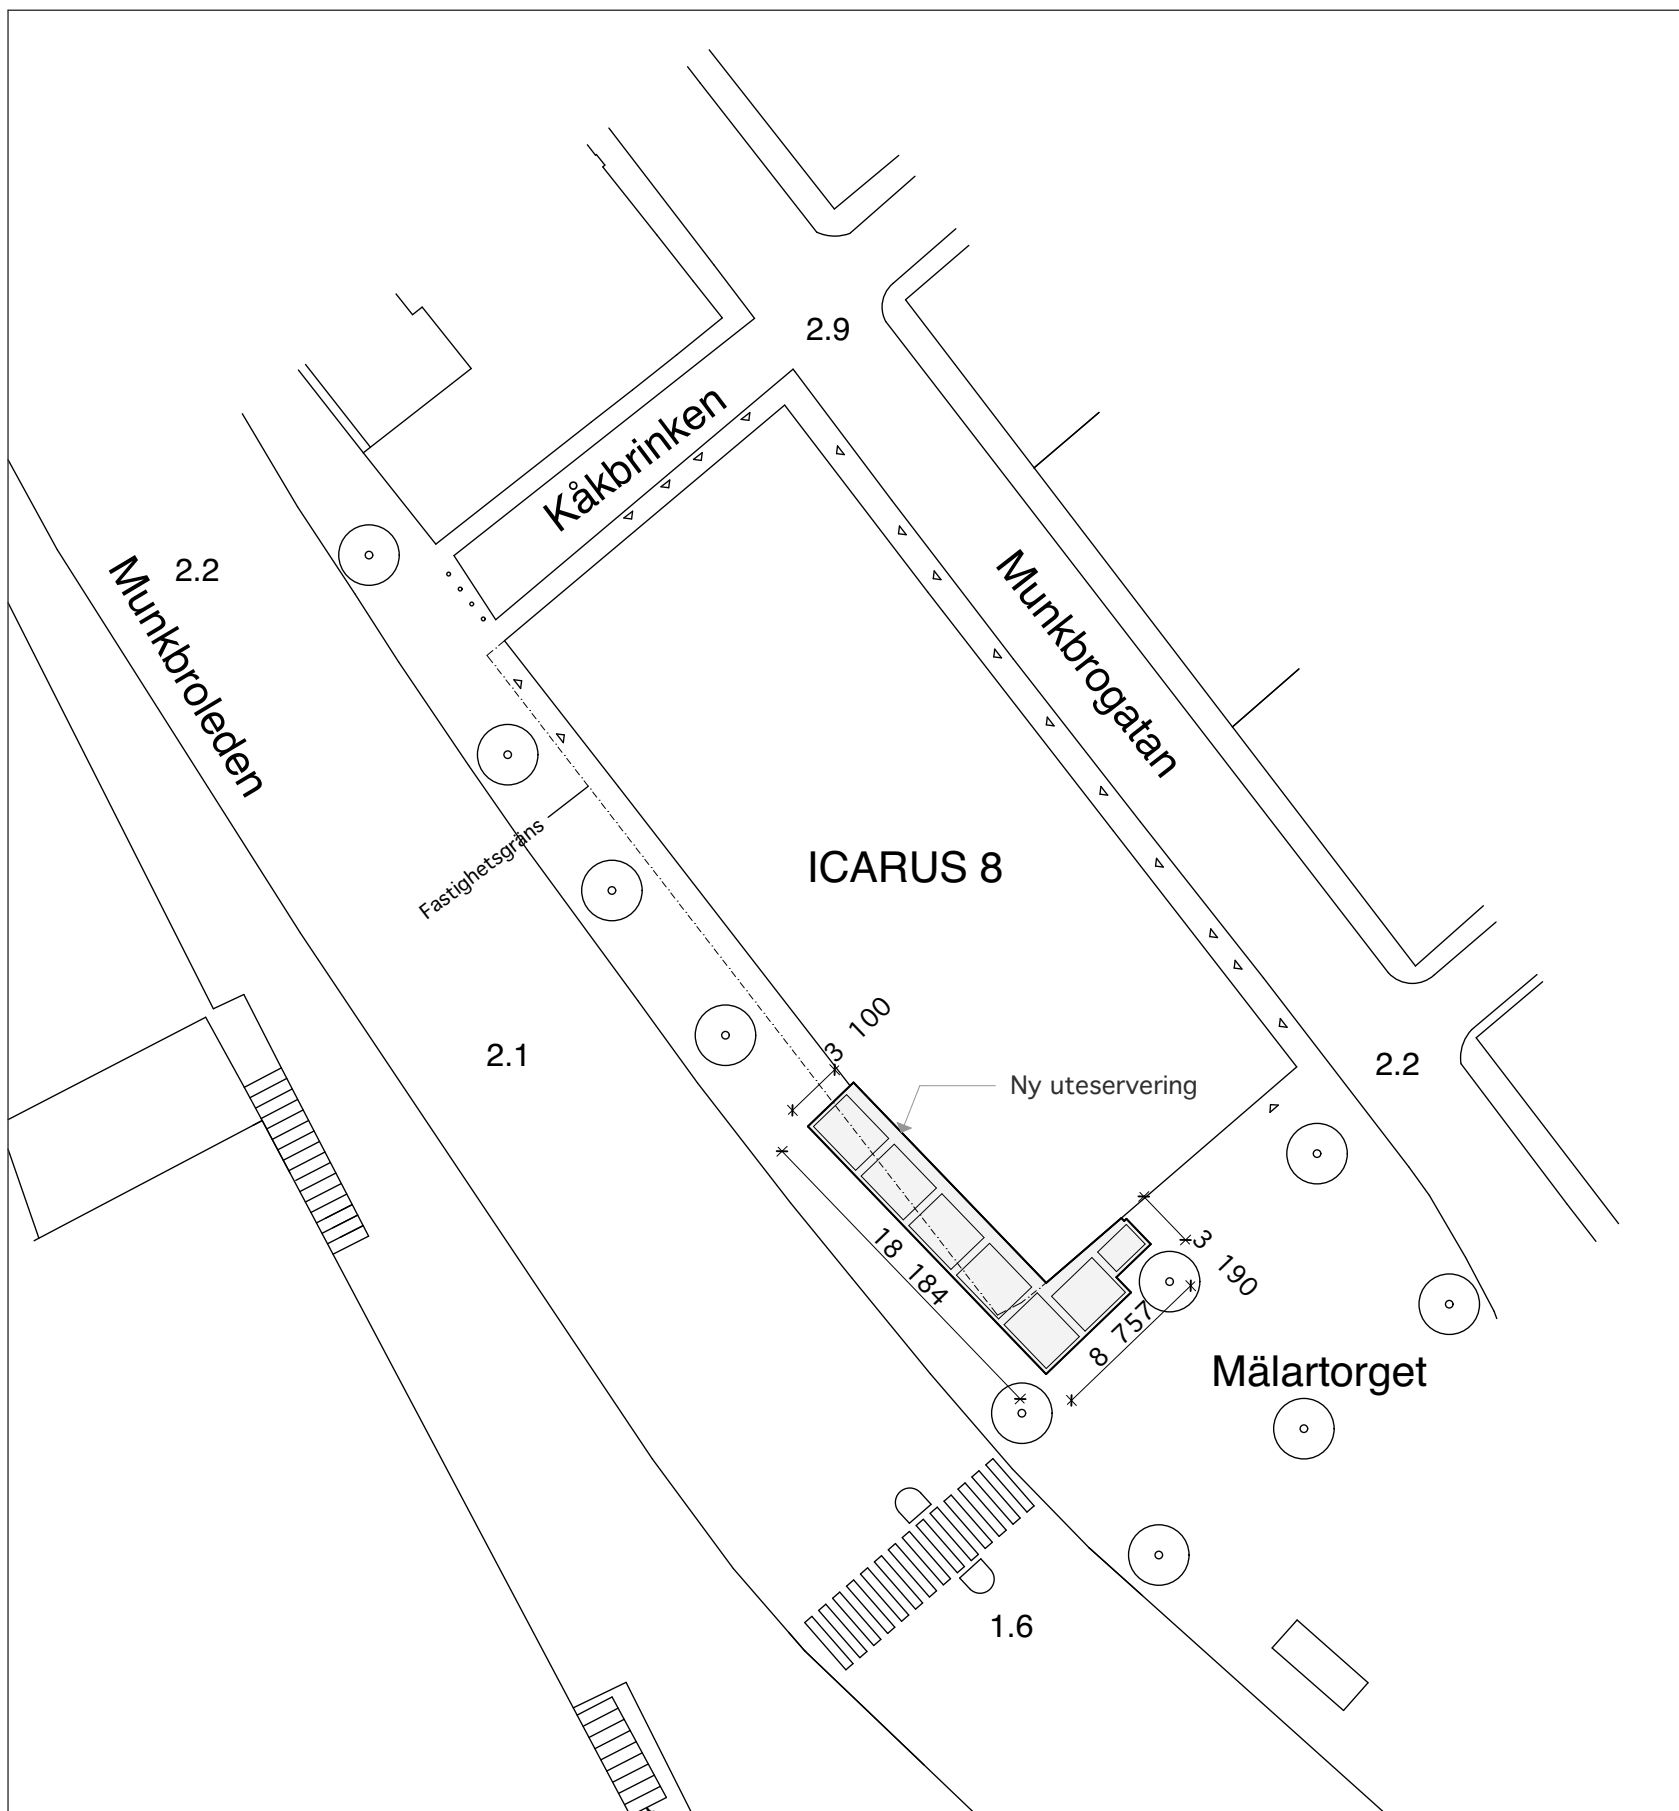 2.9
Kåkbrinken
2.2
Munkbroleden
Munkbrogatan
Fastighetsgräns
ICARUS 8
3 100
2.1
Ny uteservering
2.2
18 184
3 190
8 757
Mälartorget
1.6